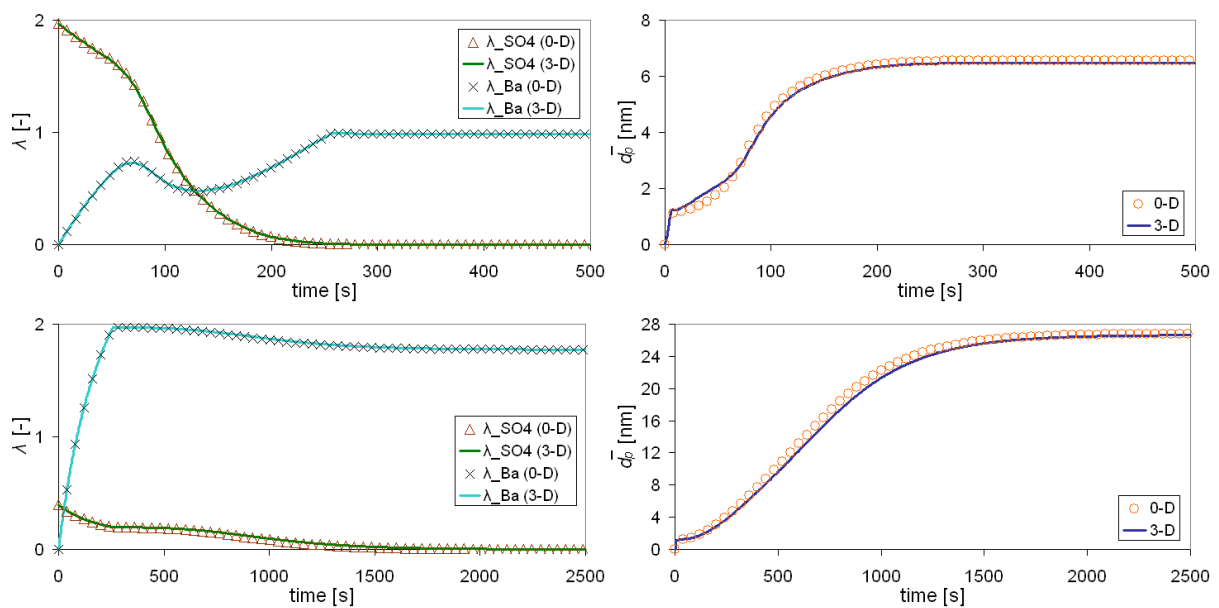 2
1
0
λ [-]
0
100
200
300
400
500
time [s]
λ_SO4 (0-D)
λ_SO4 (3-D)
λ_Ba (0-D)
λ_Ba (3-D)
8
6
4
2
0
d̄p [nm]
0
100
200
300
400
500
time [s]
0-D
3-D
2
1
0
λ [-]
0
500
1000
1500
2000
2500
time [s]
λ_SO4 (0-D)
λ_SO4 (3-D)
λ_Ba (0-D)
λ_Ba (3-D)
28
24
20
16
12
8
4
0
d̄p [nm]
0
500
1000
1500
2000
2500
time [s]
0-D
3-D